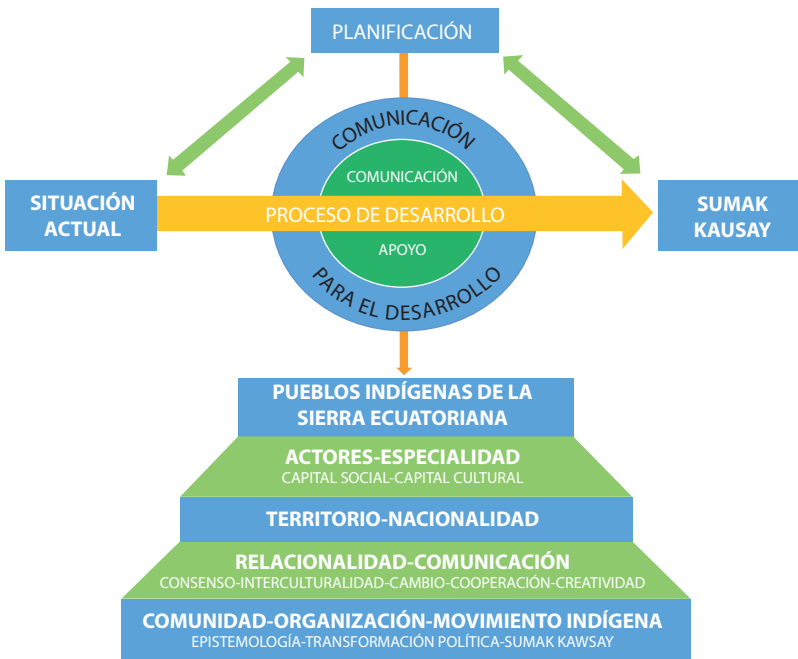 PLANIFICACIÓN
COMUNICACIÓN
COMUNICACIÓN
SITUACIÓN
ACTUAL
PROCESO DE DESARROLLO
SUMAK
KAUSAY
APOYO
PARA EL DESARROLLO
PUEBLOS INDÍGENAS DE LA
SIERRA ECUATORIANA
ACTORES-ESPECIALIDAD
CAPITAL SOCIAL-CAPITAL CULTURAL
TERRITORIO-NACIONALIDAD
RELACIONALIDAD-COMUNICACIÓN
CONSENSO-INTERCULTURALIDAD-CAMBIO-COOPERACIÓN-CREATIVIDAD
COMUNIDAD-ORGANIZACIÓN-MOVIMIENTO INDÍGENA
EPISTEMOLOGÍA-TRANSFORMACIÓN POLÍTICA-SUMAK KAWSAY